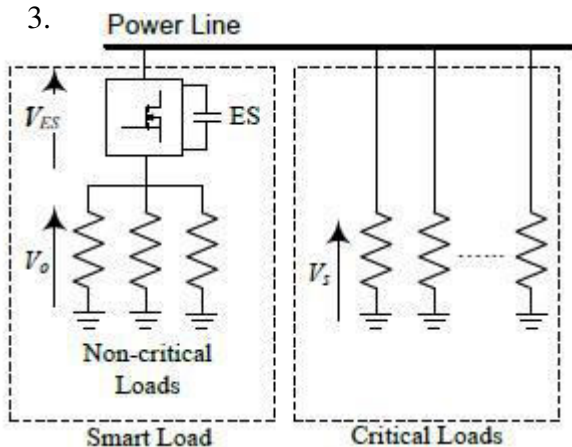 3.
Power Line
V_ES
ES
V_o
V_s
Non-critical
Loads
Smart Load
Critical Loads